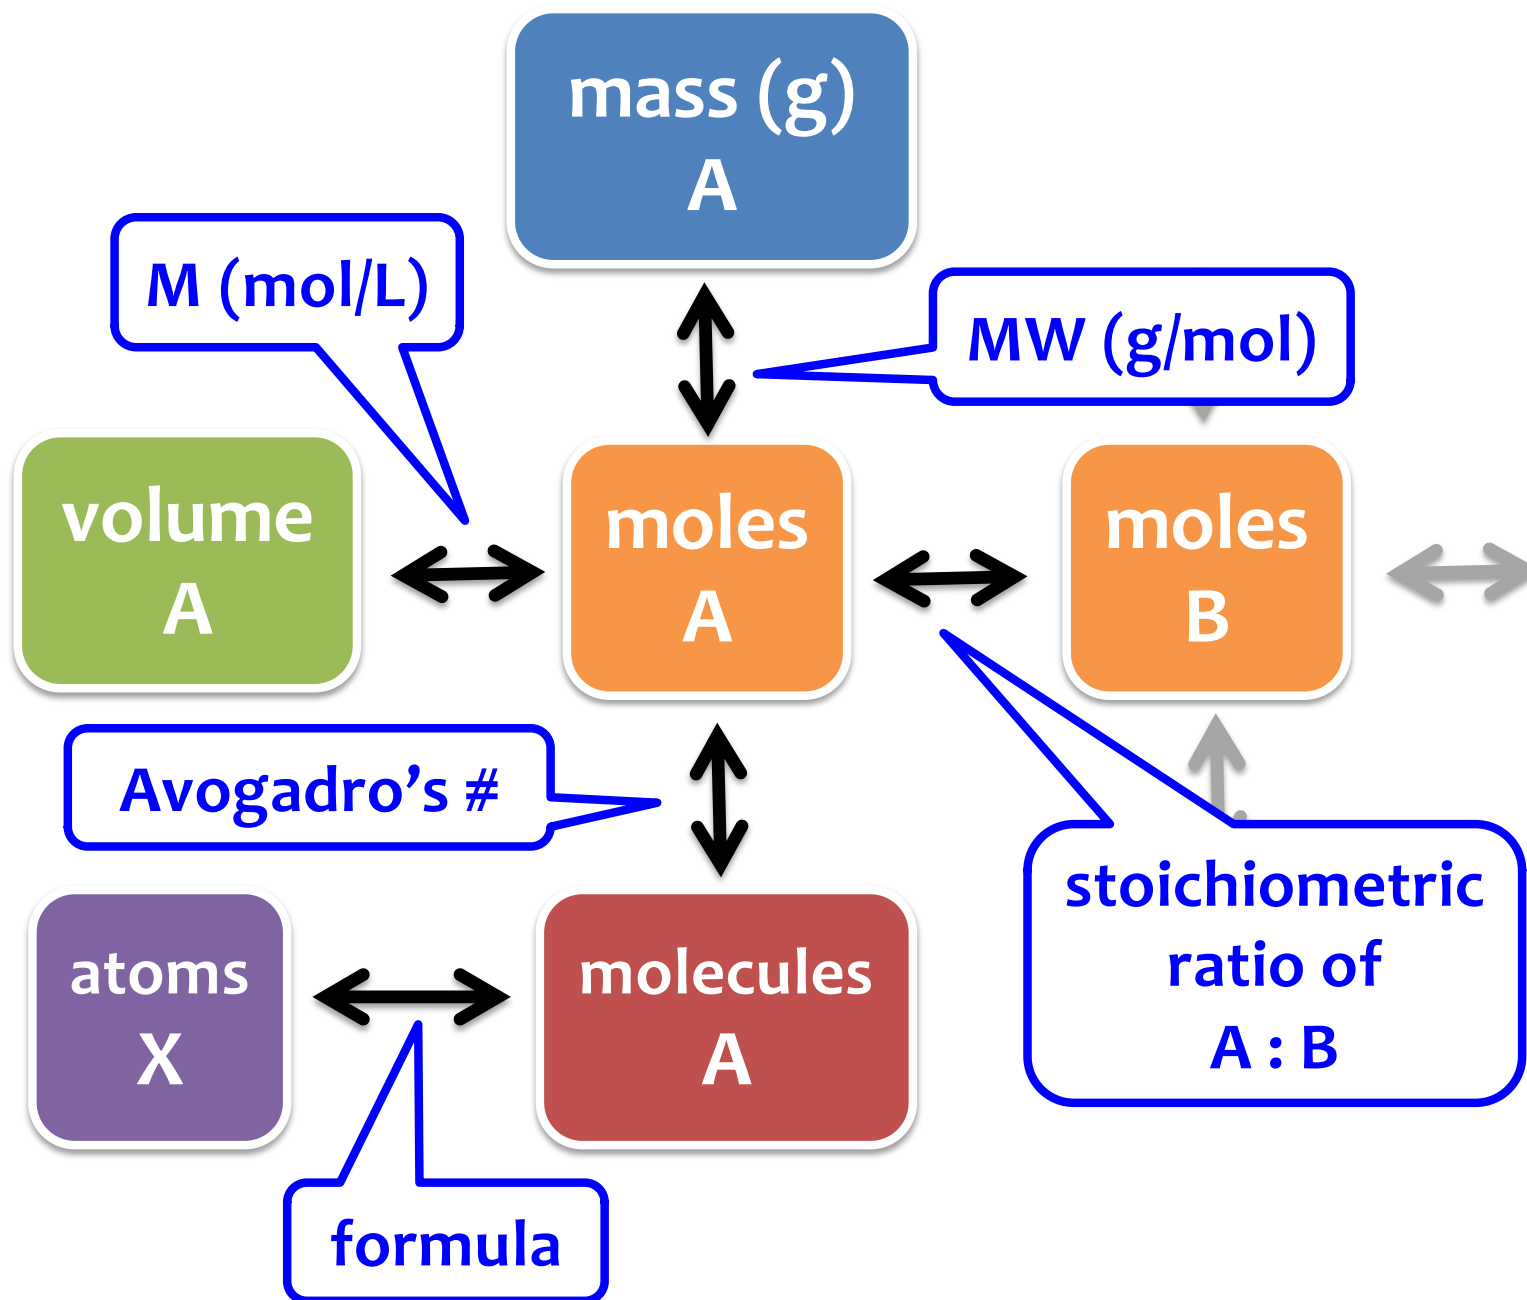 mass (g)
A
M (mol/L)
MW (g/mol)
volume
A
moles
A
moles
B
Avogadro’s #
stoichiometric
ratio of
A : B
atoms
X
molecules
A
formula